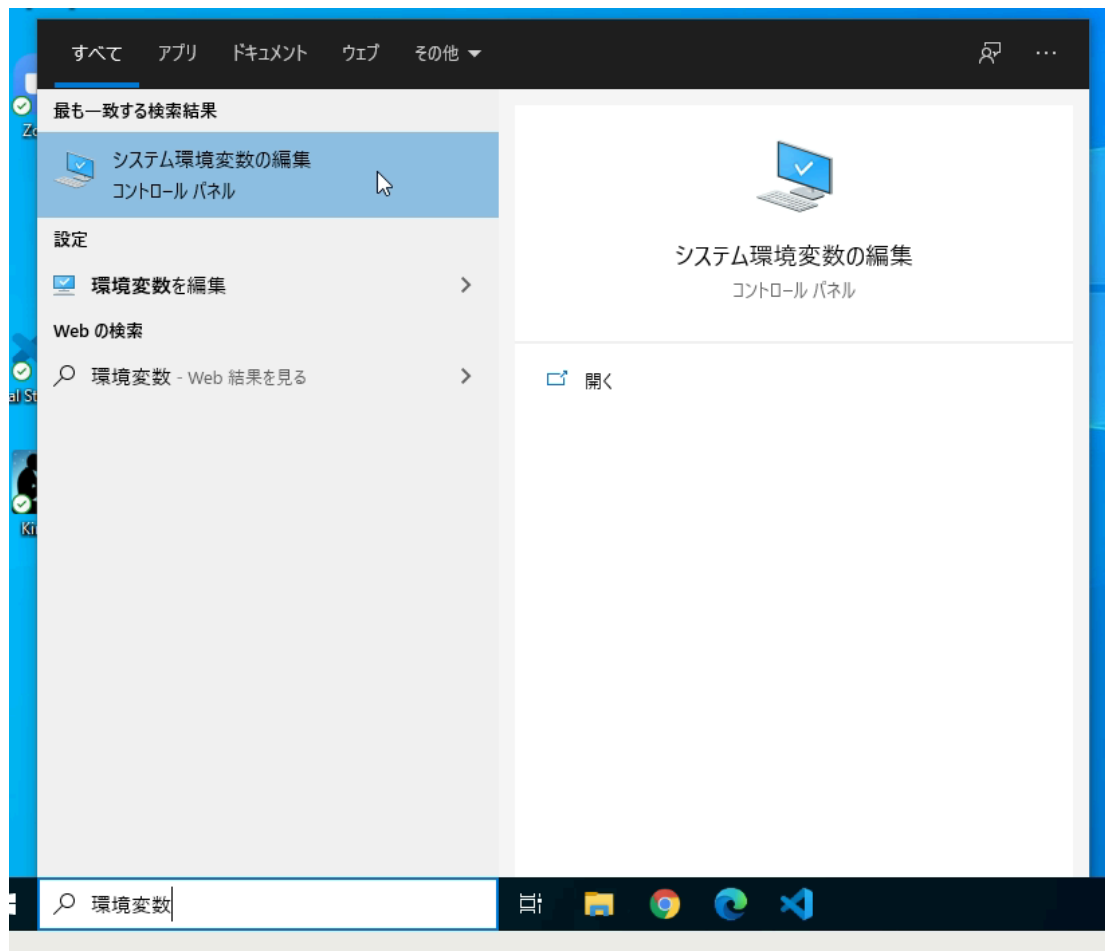 すべて アプリ ドキュメント ウェブ その他
最も一致する検索結果
システム環境変数の編集
コントロール パネル
設定
環境変数を編集
Web の検索
環境変数 - Web 結果を見る
システム環境変数の編集
コントロール パネル
開く
Zo
al St
Ki
環境変数